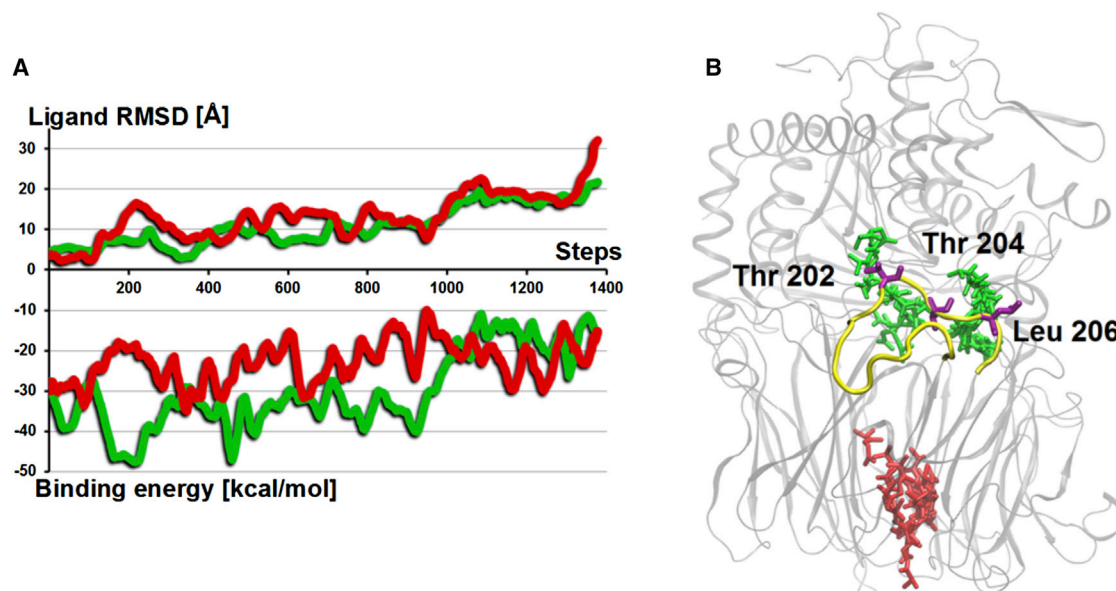 A
Ligand RMSD [Å]
30
20
10
0
Steps
200
400
600
800
1000
1200
1400
-10
-20
-30
-40
-50
Binding energy [kcal/mol]
B
Thr 204
Thr 202
Leu 206